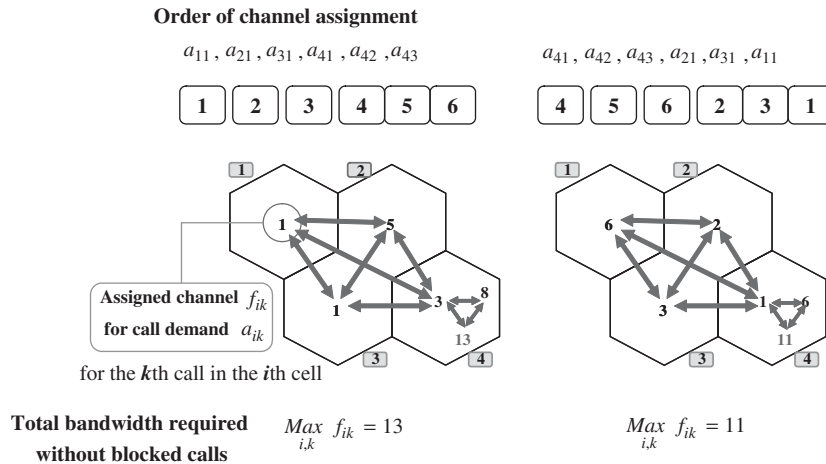 Order of channel assignment
a11 , a21 , a31 , a41 , a42 , a43
a41 , a42 , a43 , a21 , a31 , a11
1 2 3 4 5 6
4 5 6 2 3 1
1
2
1 5
1 3 8
13
3
4
Assigned channel fik
for call demand aik
for the kth call in the ith cell
1
2
6 2
3 1 6
11
3
4
Total bandwidth required
without blocked calls
Max fik = 13
i,k
Max fik = 11
i,k